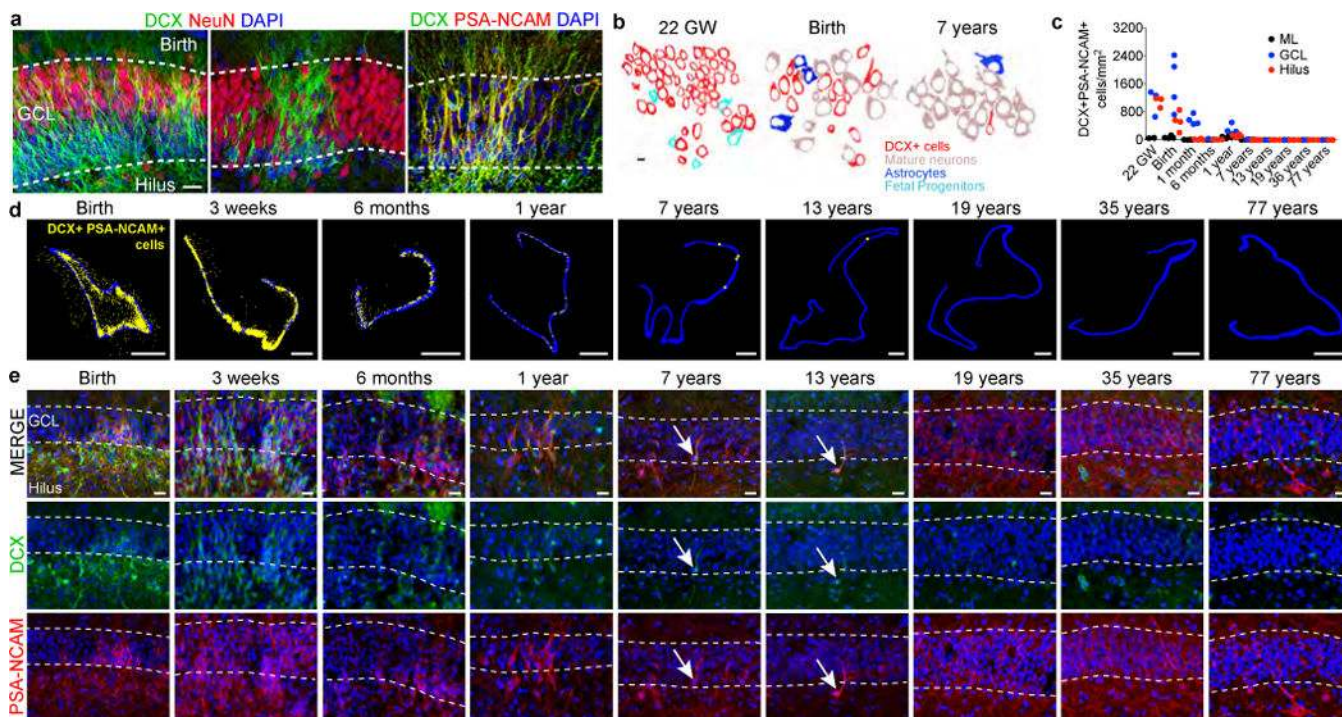 a
DCX NeuN DAPI
DCX PSA-NCAM DAPI
Birth
GCL
Hilus
b
22 GW
Birth
7 years
DCX+ cells
Mature neurons
Astrocytes
Fetal Progenitors
c
DCX+PSA-NCAM+
cells/mm²
3200
2400
1600
800
0
ML
GCL
Hilus
22 GW
Birth
1 month
6 months
1 year
7 years
13 years
19 years
36 years
77 years
d
Birth
3 weeks
6 months
1 year
7 years
13 years
19 years
35 years
77 years
DCX+ PSA-NCAM+
cells
e
Birth
3 weeks
6 months
1 year
7 years
13 years
19 years
35 years
77 years
MERGE
GCL
Hilus
DCX
PSA-NCAM